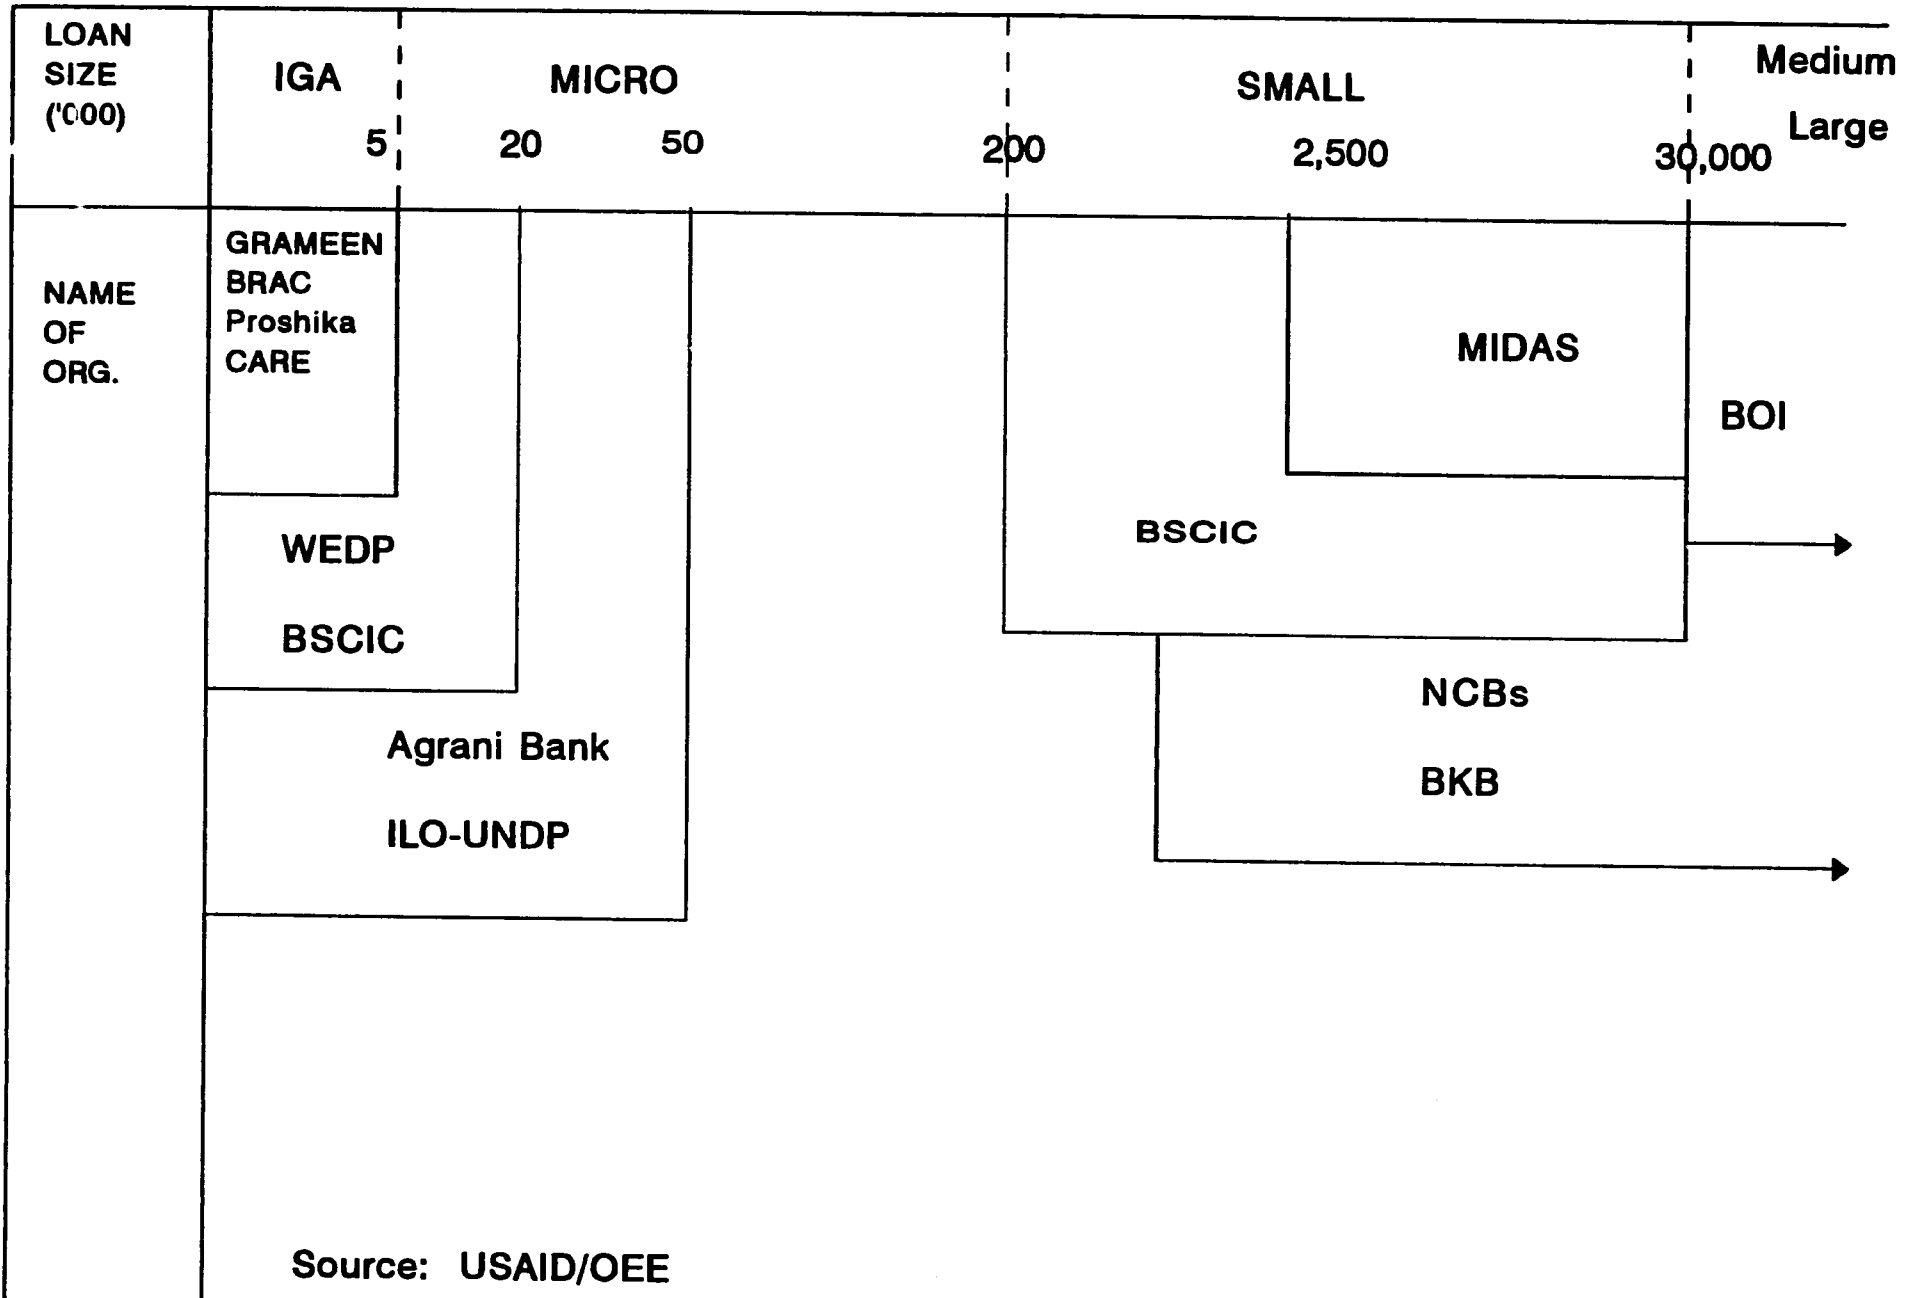 LOAN
SIZE
('000)
IGA
MICRO
SMALL
Medium
Large
5
20
50
200
2,500
30,000
NAME
OF
ORG.
GRAMEEN
BRAC
Proshika
CARE
WEDP
BSCIC
Agrani Bank
ILO-UNDP
MIDAS
BOI
BSCIC
NCBs
BKB
Source: USAID/OEE